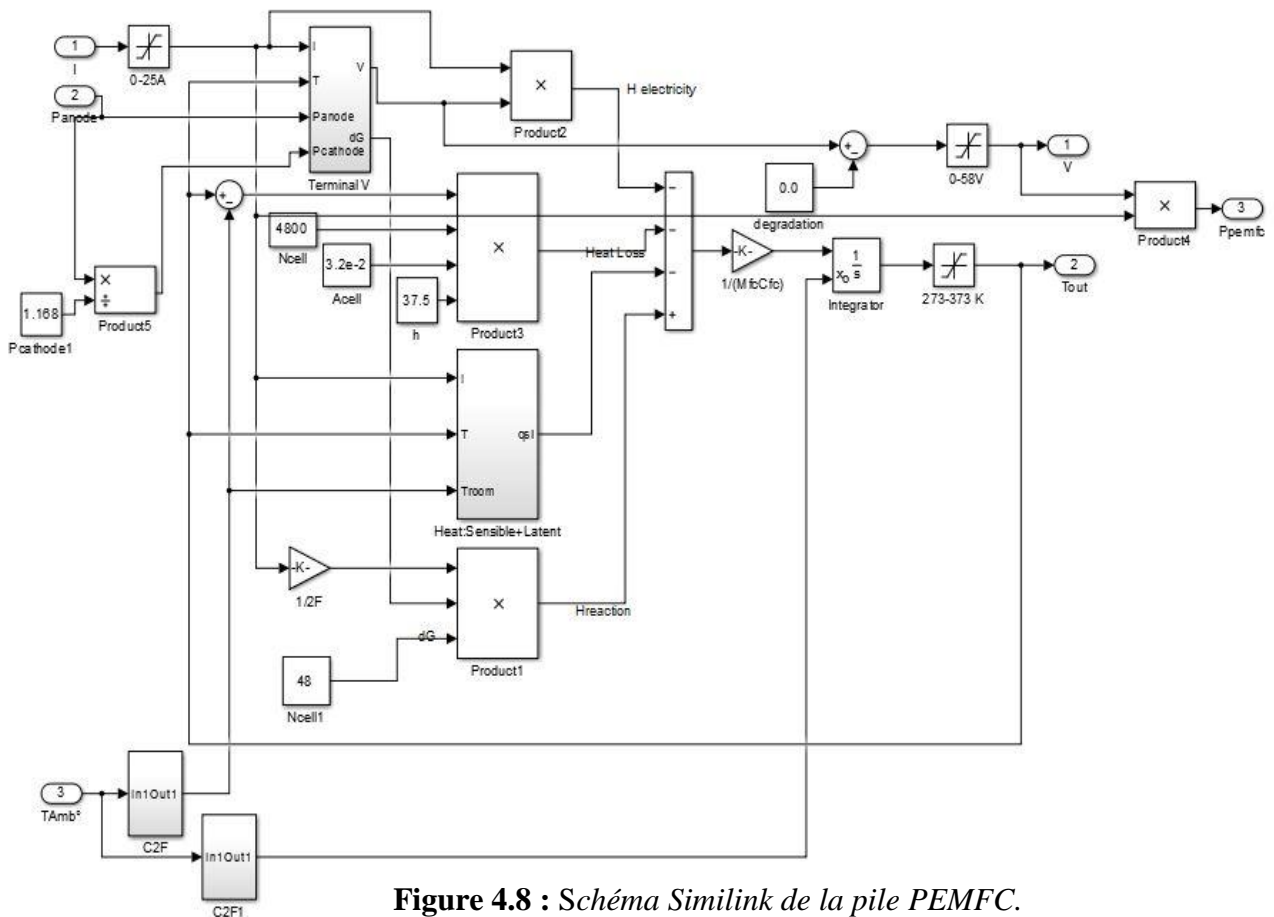 1
I
0-25A
2
Panode
I
T
Panode
Pcathode
V
dG
Terminal V
×
Product2
H electricity
+
-
0-58V
1
V
0.0
degradation
×
Product4
3
Ppemfc
+
-
4800
Ncell
3.2e-2
Acell
37.5
h
×
Product3
Heat Loss
-
-
-
+
-K-
1/(MfcCfc)
1
s
xo
Integrator
273-373 K
2
Tout
×
÷
Product5
1.168
Pcathode1
I
T
Troom
qsl
Heat:Sensible+Latent
-K-
1/2F
×
Product1
Hreaction
dG
48
Ncell1
3
TAmb°
In1Out1
C2F
In1Out1
C2F1
Figure 4.8 : Schéma Similink de la pile PEMFC.